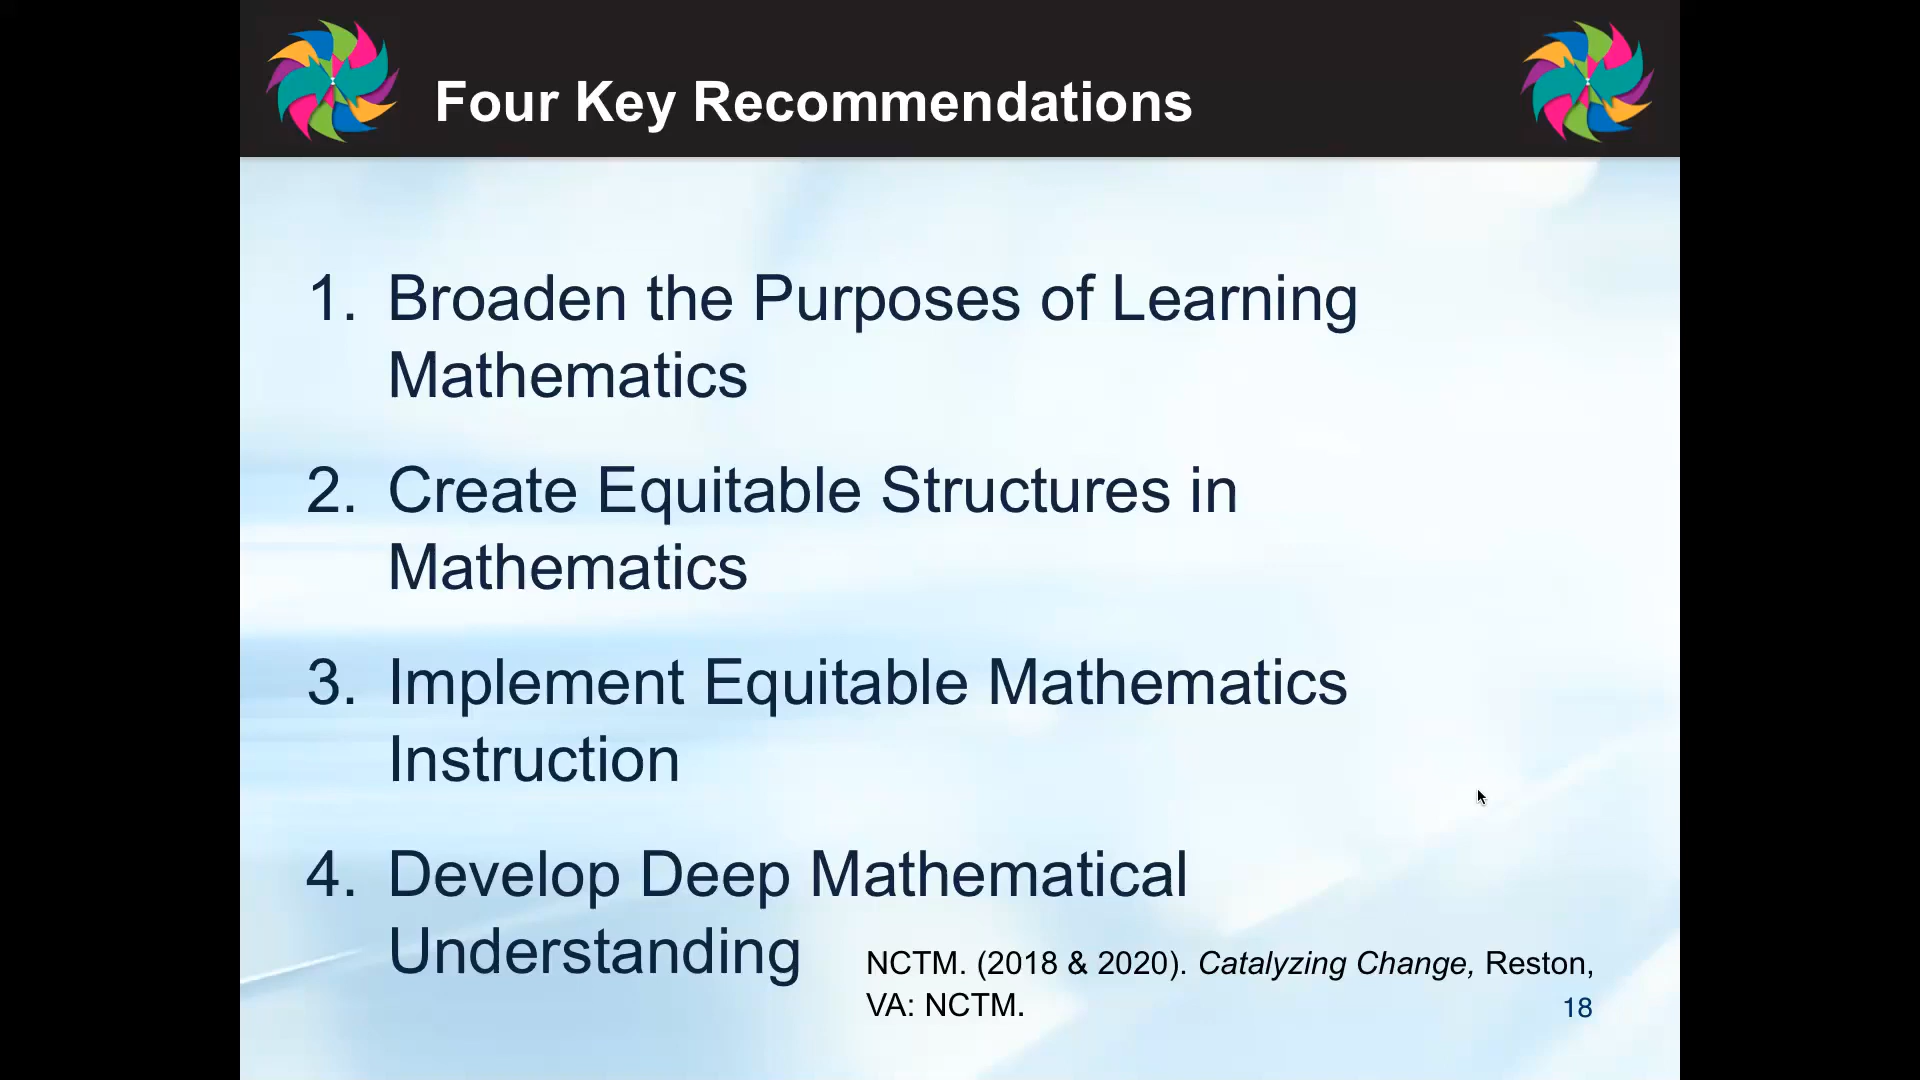 Four Key Recommendations
1. Broaden the Purposes of Learning
Mathematics
2. Create Equitable Structures in
Mathematics
3. Implement Equitable Mathematics
Instruction
4. Develop Deep Mathematical
Understanding
NCTM. (2018 & 2020). Catalyzing Change, Reston,
VA: NCTM.
18